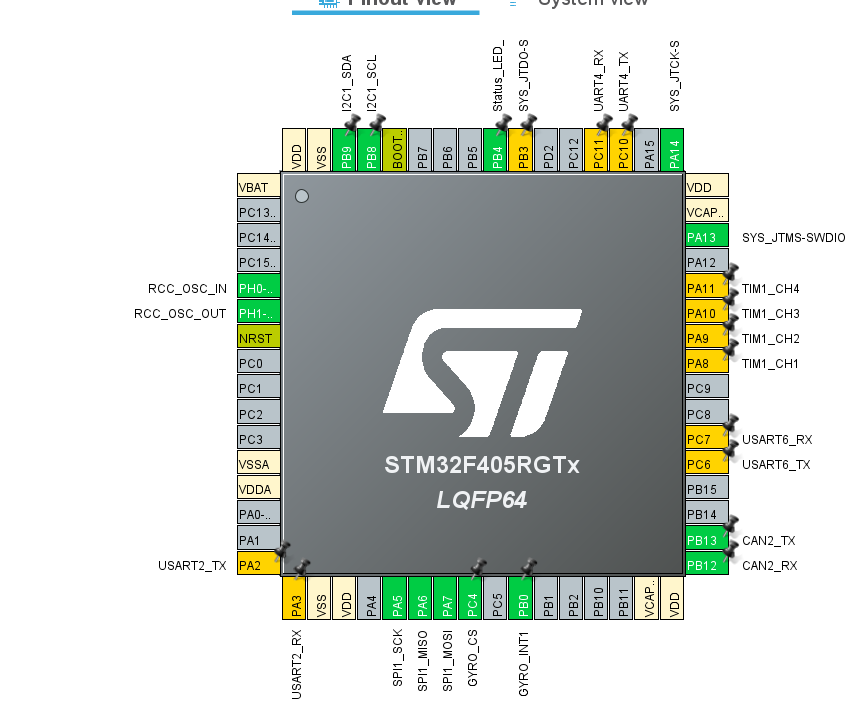 Pinout view System view
I2C1_SDA
I2C1_SCL
Status_LED_
SYS_JTDO-S
UART4_RX
UART4_TX
SYS_JTCK-S
VDD
VSS
PB9
PB8
BOOT..
PB7
PB6
PB5
PB4
PB3
PD2
PC12
PC11
PC10
PA15
PA14
VBAT
PC13..
PC14..
PC15..
RCC_OSC_IN PH0-..
RCC_OSC_OUT PH1-..
NRST
PC0
PC1
PC2
PC3
VSSA
VDDA
PA0-..
PA1
USART2_TX PA2
ST
STM32F405RGTx
LQFP64
VDD
VCAP..
PA13 SYS_JTMS-SWDIO
PA12
PA11 TIM1_CH4
PA10 TIM1_CH3
PA9 TIM1_CH2
PA8 TIM1_CH1
PC9
PC8
PC7 USART6_RX
PC6 USART6_TX
PB15
PB14
PB13 CAN2_TX
PB12 CAN2_RX
PA3
VSS
VDD
PA4
PA5
PA6
PA7
PC4
PC5
PB0
PB1
PB2
PB10
PB11
VCAP..
VDD
USART2_RX
SPI1_SCK
SPI1_MISO
SPI1_MOSI
GYRO_CS
GYRO_INT1